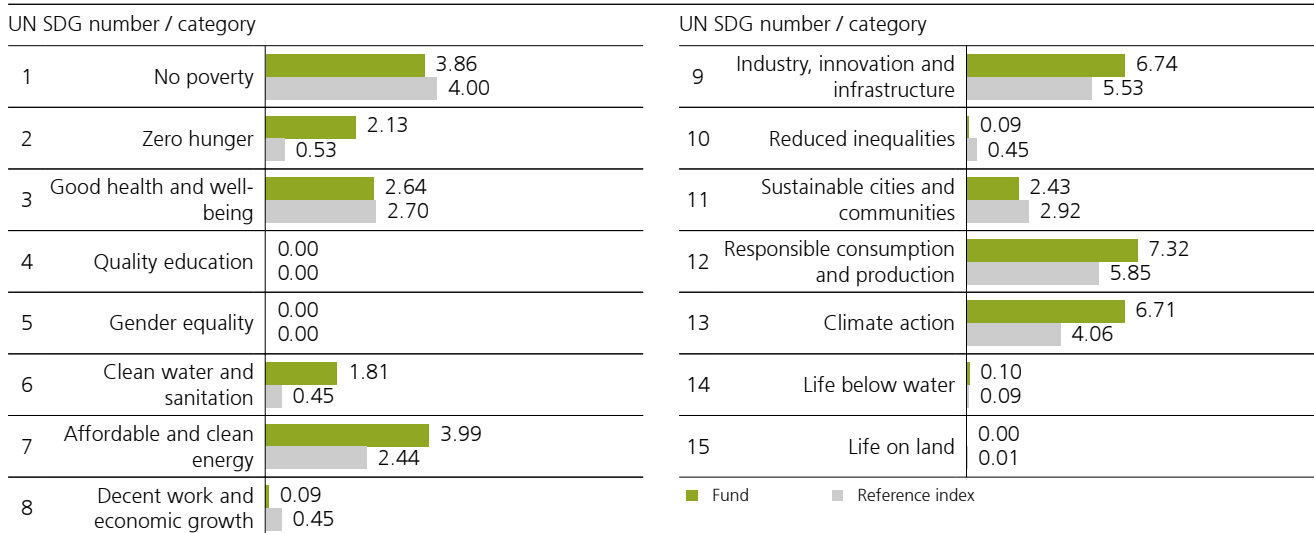 UN SDG number / category
1
No poverty
3.86
4.00
2
Zero hunger
2.13
0.53
3
Good health and well-
being
2.64
2.70
4
Quality education
0.00
0.00
5
Gender equality
0.00
0.00
6
Clean water and
sanitation
1.81
0.45
7
Affordable and clean
energy
3.99
2.44
8
Decent work and
economic growth
0.09
0.45
UN SDG number / category
9
Industry, innovation and
infrastructure
6.74
5.53
10
Reduced inequalities
0.09
0.45
11
Sustainable cities and
communities
2.43
2.92
12
Responsible consumption
and production
7.32
5.85
13
Climate action
6.71
4.06
14
Life below water
0.10
0.09
15
Life on land
0.00
0.01
Fund
Reference index